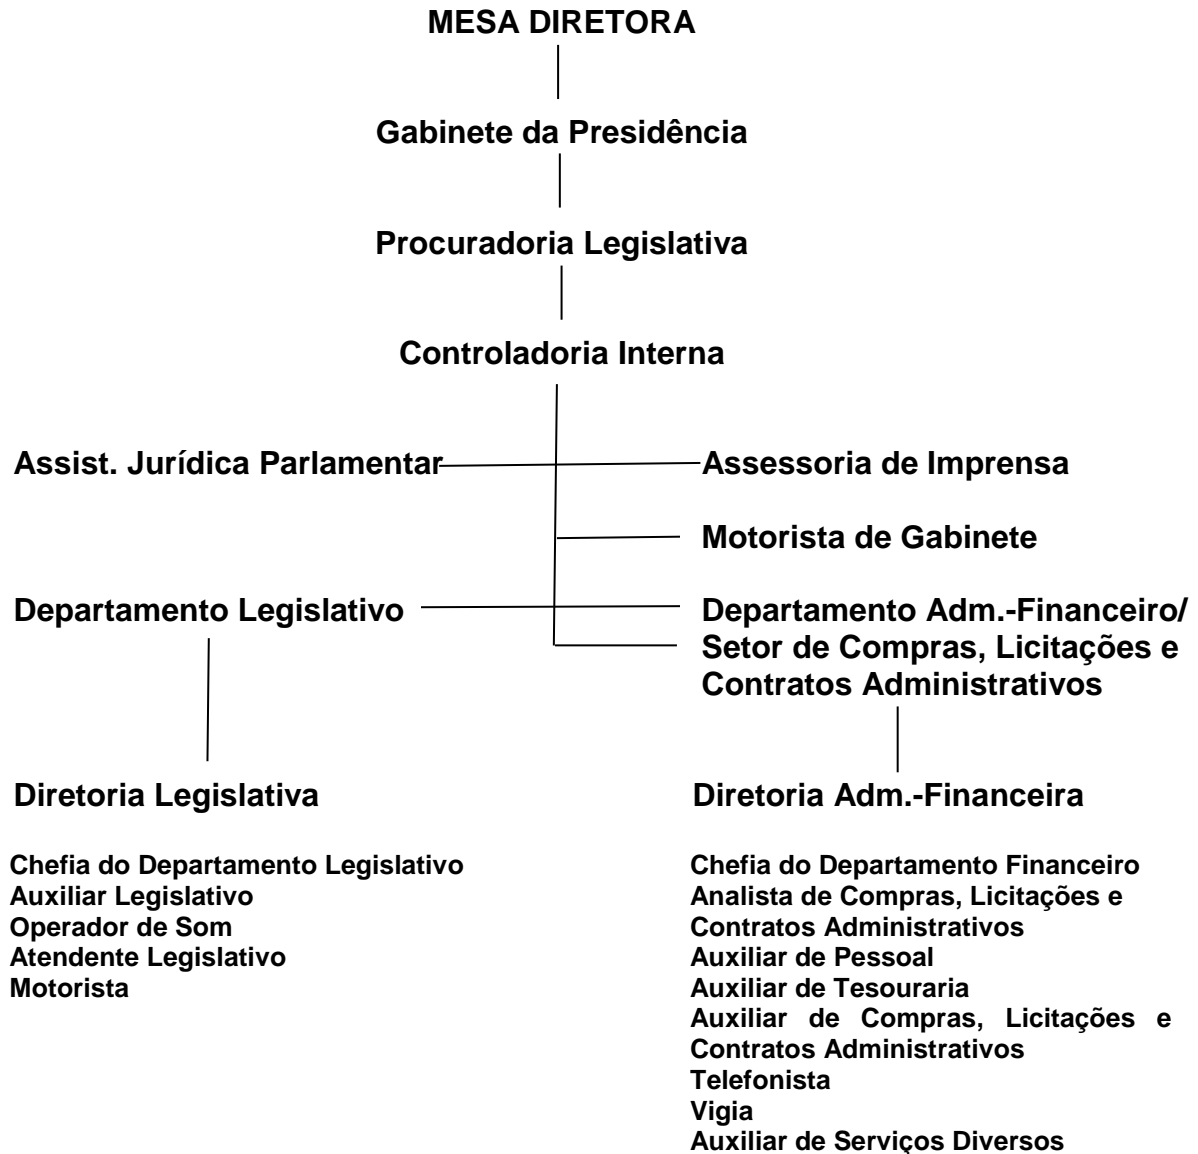 MESA DIRETORA
Gabinete da Presidência
Procuradoria Legislativa
Controladoria Interna
Assist. Jurídica Parlamentar
Assessoria de Imprensa
Motorista de Gabinete
Departamento Legislativo
Departamento Adm.-Financeiro/
Setor de Compras, Licitações e
Contratos Administrativos
Diretoria Legislativa
Chefia do Departamento Legislativo
Auxiliar Legislativo
Operador de Som
Atendente Legislativo
Motorista
Diretoria Adm.-Financeira
Chefia do Departamento Financeiro
Analista de Compras, Licitações e
Contratos Administrativos
Auxiliar de Pessoal
Auxiliar de Tesouraria
Auxiliar de Compras, Licitações e
Contratos Administrativos
Telefonista
Vigia
Auxiliar de Serviços Diversos